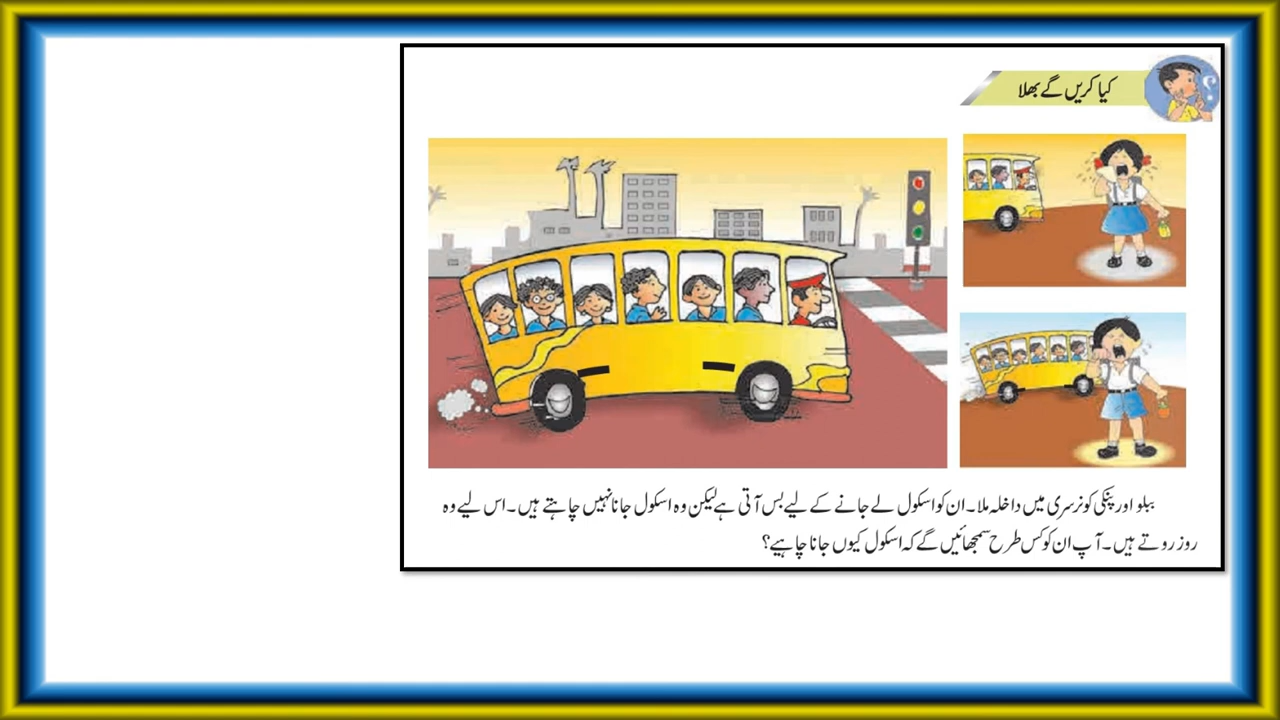 کیا کریں گے بھلا
ببلو اور پنکی کو نرسری میں داخلہ ملا۔ ان کو اسکول لے جانے کے لیے بس آتی ہے لیکن وہ اسکول جانا نہیں چاہتے ہیں۔ اس لیے وہ
روز روتے ہیں۔ آپ ان کو کس طرح سمجھائیں گے کہ اسکول کیوں جانا چاہیے؟